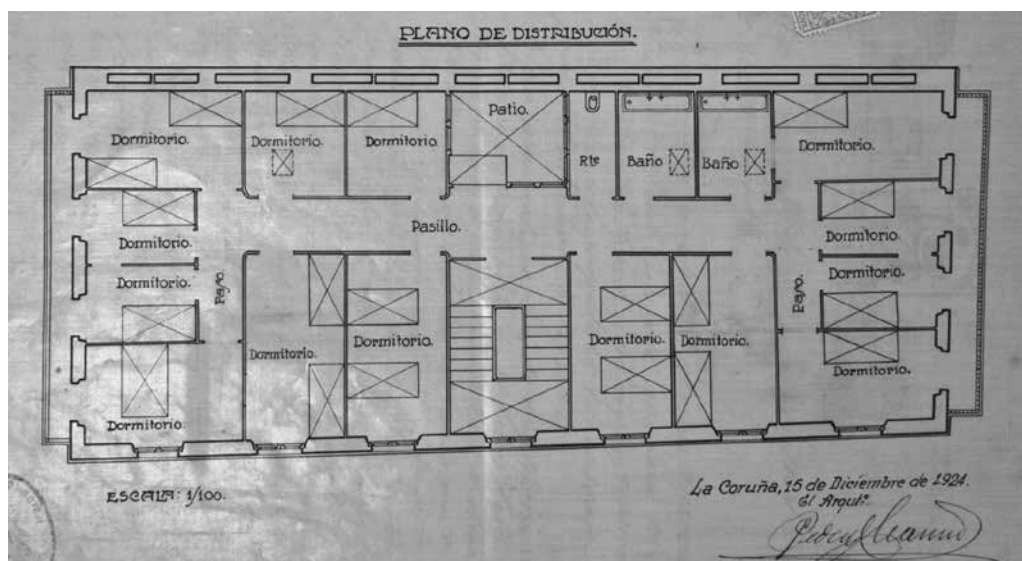 PLANO DE DISTRIBUCIÓN.
Patio.
Dormitorio.
Dormitorio.
Dormitorio.
Rte
Baño
Baño
Dormitorio.
Pasillo.
Dormitorio.
Dormitorio.
Dormitorio.
Dormitorio.
Paso.
Paso.
Dormitorio.
Dormitorio.
Dormitorio.
Dormitorio.
Dormitorio.
Dormitorio.
ESCALA: 1/100.
La Coruña, 15 de Diciembre de 1924.
El Arqui